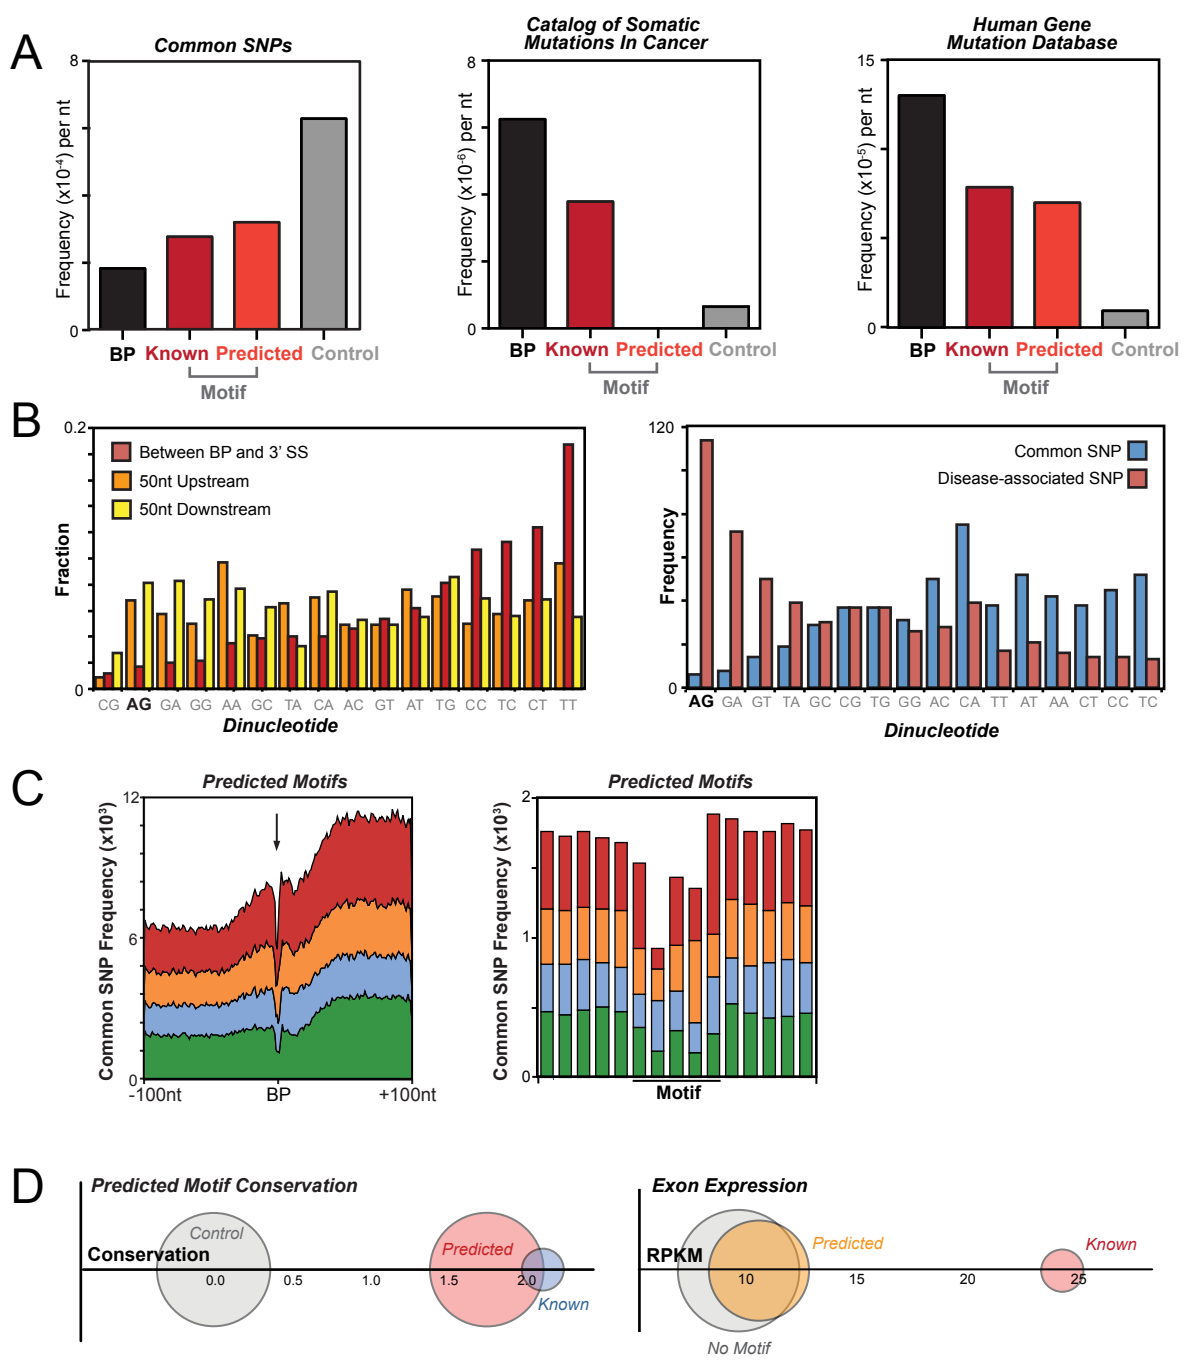 A
Common SNPs
Catalog of Somatic
Mutations In Cancer
Human Gene
Mutation Database
Frequency (x10-4) per nt
8
0
BP Known Predicted Control
Motif
Frequency (x10-6) per nt
8
0
BP Known Predicted Control
Motif
Frequency (x10-5) per nt
15
0
BP Known Predicted Control
Motif
B
Fraction
0.2
0
Between BP and 3' SS
50nt Upstream
50nt Downstream
CG AG GA GG AA GC TA CA AC GT AT TG CC TC CT TT
Dinucleotide
Frequency
120
0
Common SNP
Disease-associated SNP
AG GA GT TA GC CG TG GG AC CA TT AT AA CT CC TC
Dinucleotide
C
Predicted Motifs
Common SNP Frequency (x10³)
12
6
0
-100nt BP +100nt
Predicted Motifs
Common SNP Frequency (x10³)
2
1
0
Motif
D
Predicted Motif Conservation
Control
Conservation
Predicted
0.0 0.5 1.0 1.5 2.0
Known
Exon Expression
RPKM
Predicted
Known
10 15 20 25
No Motif